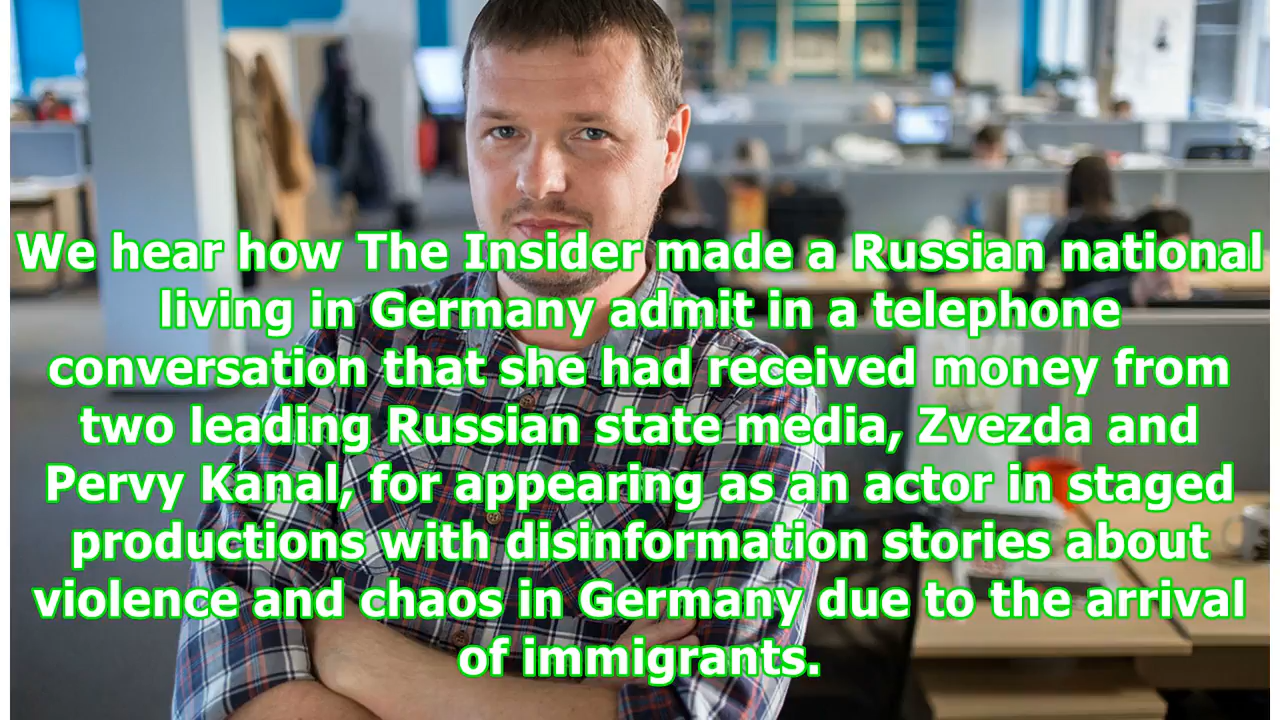 We hear how The Insider made a Russian national
living in Germany admit in a telephone
conversation that she had received money from
two leading Russian state media, Zvezda and
Pervy Kanal, for appearing as an actor in staged
productions with disinformation stories about
violence and chaos in Germany due to the arrival
of immigrants.